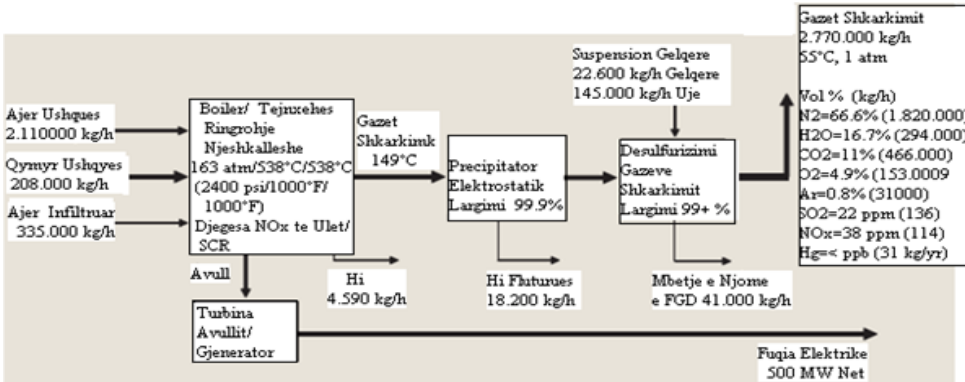 Ajer Ushqyes
2.110000 kg/h
Qymyr Ushqyes
208.000 kg/h
Ajer Infiltruar
335.000 kg/h
Boiler/ Tejnxehes
Ringrohje
Njeshkalleshe
163 atm/538°C/538°C
(2400 psi/1000°F/
1000°F)
Djegesa NOx te Ulet/
SCR
Avull
Turbina
Avullit/
Gjenerator
Gazet
Shkarkimk
149°C
Hi
4.590 kg/h
Precipitator
Elektrostatik
Largimi 99.9%
Hi Fluturues
18.200 kg/h
Suspension Gelqere
22.600 kg/h Gelqere
145.000 kg/h Uje
Desulfurizimi
Gazeve
Shkarkimit
Largimi 99+ %
Mbetje e Njome
e FGD 41.000 kg/h
Gazet Shkarkimit
2.770.000 kg/h
55°C, 1 atm
Vol % (kg/h)
N2=66.6% (1.820.000)
H2O=16.7% (294.000)
CO2=11% (466.000)
O2=4.9% (153.0009
Ar=0.8% (31000)
SO2=22 ppm (136)
NOx=38 ppm (114)
Hg=< ppb (31 kg/yr)
Fuqia Elektrike
500 MW Net